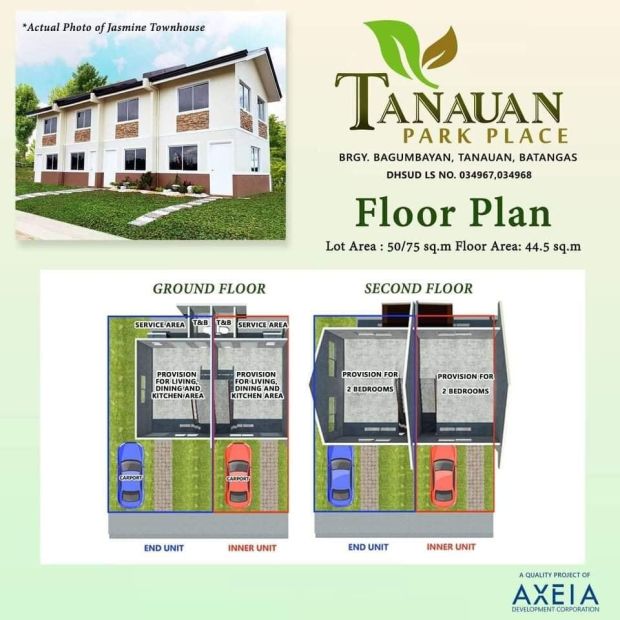 *Actual Photo of Jasmine Townhouse
TANAUAN
PARK PLACE
BRGY. BAGUMBAYAN, TANAUAN, BATANGAS
DHSUD LS NO. 034967,034968
Floor Plan
Lot Area : 50/75 sq.m Floor Area: 44.5 sq.m
GROUND FLOOR
SERVICE AREA
T&B
T&B
SERVICE AREA
PROVISION
FOR LIVING,
DINING AND
KITCHEN AREA
PROVISION
FOR LIVING,
DINING AND
KITCHEN AREA
CARPORT
CARPORT
END UNIT
INNER UNIT
SECOND FLOOR
PROVISION FOR
2 BEDROOMS
PROVISION FOR
2 BEDROOMS
END UNIT
INNER UNIT
A QUALITY PROJECT OF
AXEIA
DEVELOPMENT CORPORATION